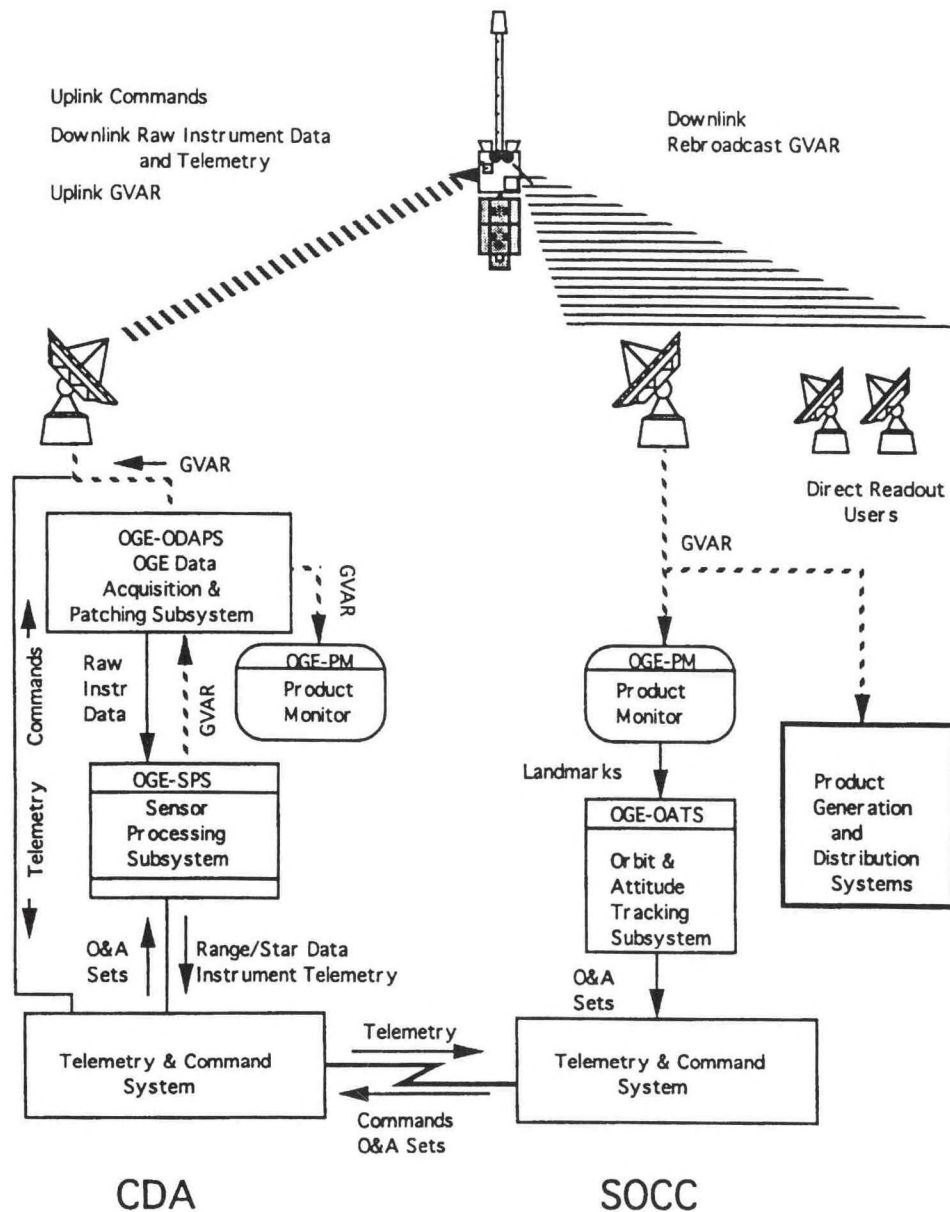 Uplink Commands
Downlink Raw Instrument Data
and Telemetry
Uplink GVAR
Downlink
Rebroadcast GVAR
GVAR
Direct Readout
Users
OGE-ODAPS
OGE Data
Acquisition &
Patching Subsystem
GVAR
GVAR
Commands
Telemetry
Raw
Instr
Data
GVAR
OGE-PM
Product
Monitor
OGE-PM
Product
Monitor
OGE-SPS
Sensor
Processing
Subsystem
Landmarks
OGE-OATS
Orbit &
Attitude
Tracking
Subsystem
Product
Generation
and
Distribution
Systems
O&A
Sets
Range/Star Data
Instrument Telemetry
O&A
Sets
Telemetry & Command
System
Telemetry
Commands
O&A Sets
Telemetry & Command
System
CDA
SOCC